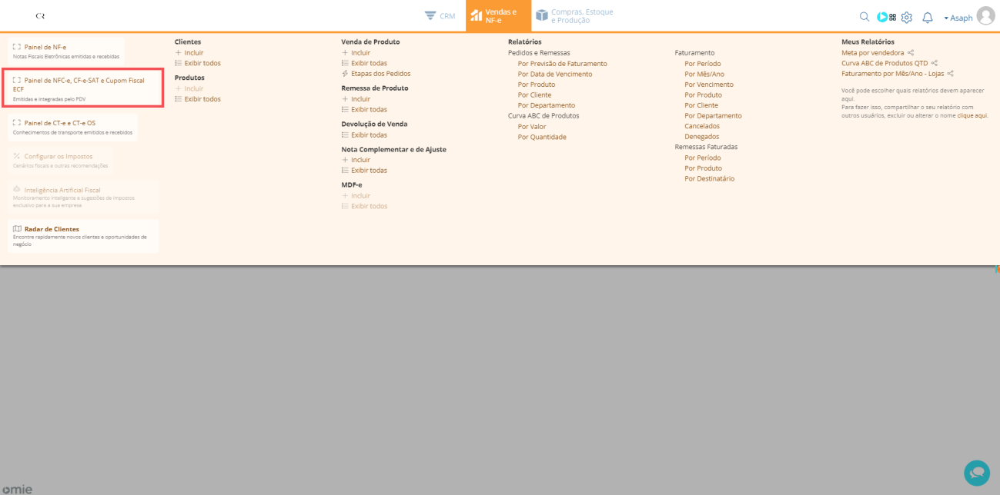 CR
CRM
Vendas e
NF-e
Compras, Estoque
e Produção
Asaph
Painel de NF-e
Notas Fiscais Eletrônicas emitidas e recebidas
Painel de NFC-e, CF-e-SAT e Cupom Fiscal
ECF
Emitidas e integradas pelo PDV
Painel de CT-e e CT-e OS
Conhecimentos de transporte emitidos e recebidos
Configurar os Impostos
Cenários fiscais e outras recomendações
Inteligência Artificial Fiscal
Monitoramento inteligente e sugestões de impostos
exclusivo para a sua empresa
Radar de Clientes
Encontre rapidamente novos clientes e oportunidades de
negócio
Clientes
Incluir
Exibir todos
Produtos
Incluir
Exibir todos
Venda de Produto
Incluir
Exibir todas
Etapas dos Pedidos
Remessa de Produto
Incluir
Exibir todas
Devolução de Venda
Exibir todas
Nota Complementar e de Ajuste
Incluir
Exibir todas
MDF-e
Incluir
Exibir todos
Relatórios
Pedidos e Remessas
Por Previsão de Faturamento
Por Data de Vencimento
Por Produto
Por Cliente
Por Departamento
Curva ABC de Produtos
Por Valor
Por Quantidade
Faturamento
Por Período
Por Mês/Ano
Por Vencimento
Por Produto
Por Cliente
Por Departamento
Cancelados
Denegados
Remessas Faturadas
Por Período
Por Produto
Por Destinatário
Meus Relatórios
Meta por vendedora
Curva ABC de Produtos QTD
Faturamento por Mês/Ano - Lojas
Você pode escolher quais relatórios devem aparecer
aqui.
Para fazer isso, compartilhar o seu relatório com
outros usuários, excluir ou alterar o nome clique aqui.
omie